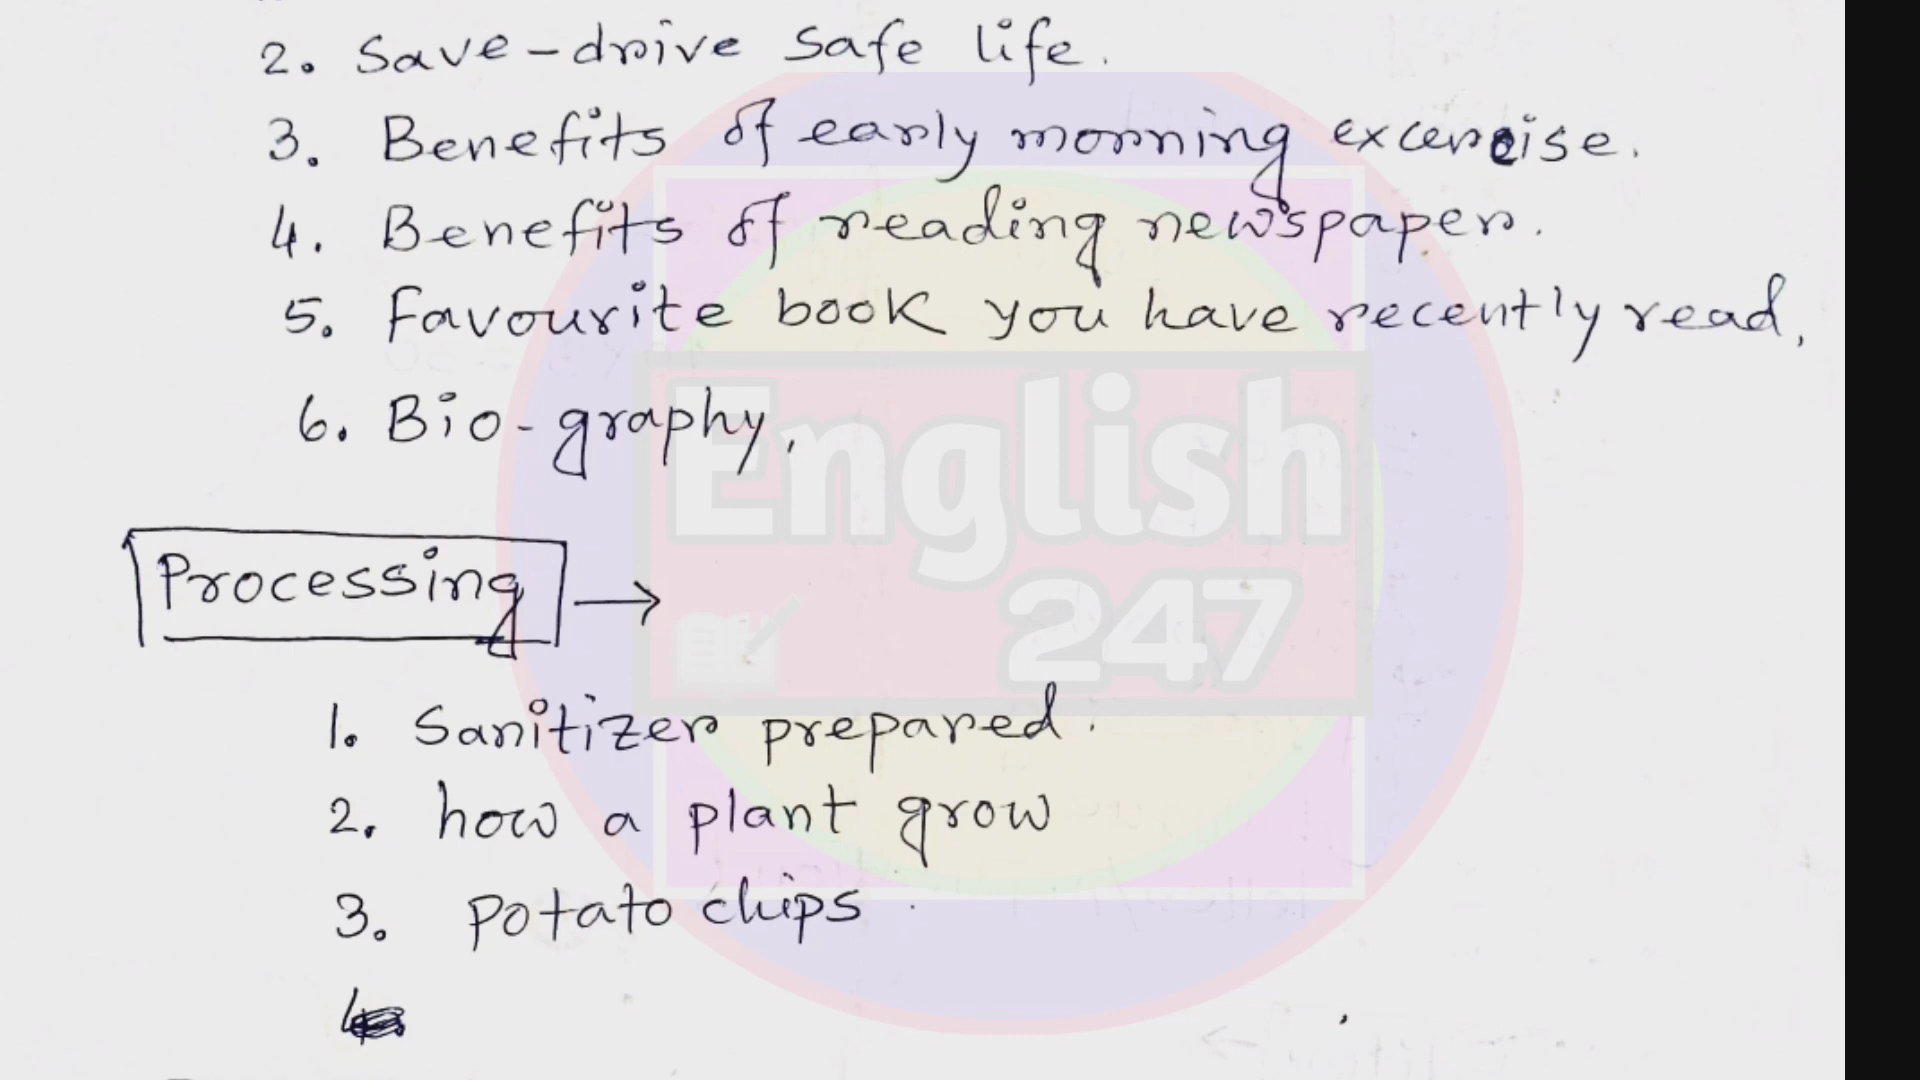 2. Save-drive safe life.
3. Benefits of early morning excercise.
4. Benefits of reading newspaper.
5. Favourite book you have recently read.
6. Bio-graphy.
English
247
Processing →
1. Sanitizer prepared.
2. how a plant grow
3. Potato chips.